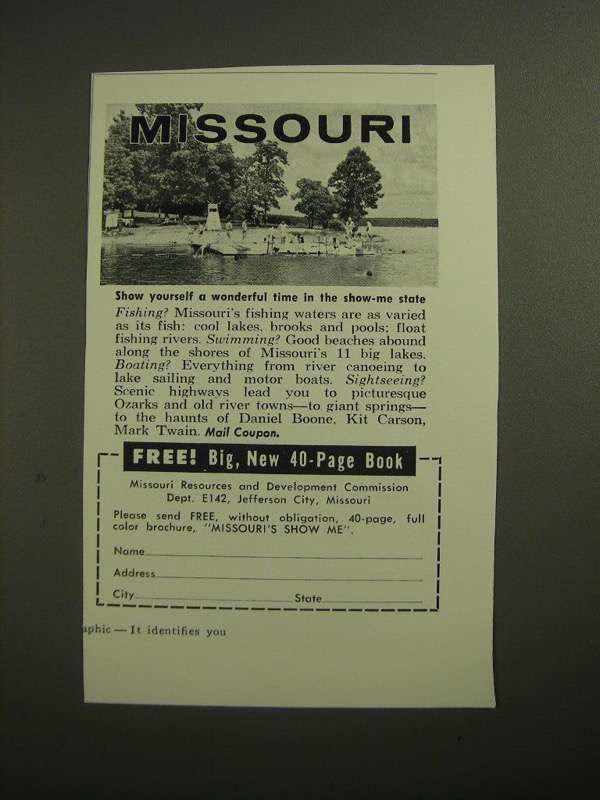 MISSOURI
Show yourself a wonderful time in the show-me state
Fishing? Missouri's fishing waters are as varied
as its fish: cool lakes, brooks and pools; float
fishing rivers. Swimming? Good beaches abound
along the shores of Missouri's 11 big lakes.
Boating? Everything from river canoeing to
lake sailing and motor boats. Sightseeing?
Scenic highways lead you to picturesque
Ozarks and old river towns—to giant springs—
to the haunts of Daniel Boone, Kit Carson,
Mark Twain. Mail Coupon.
FREE! Big, New 40-Page Book
Missouri Resources and Development Commission
Dept. E142, Jefferson City, Missouri
Please send FREE, without obligation, 40-page, full
color brochure, "MISSOURI'S SHOW ME".
Name
Address
City State
aphic — It identifies you